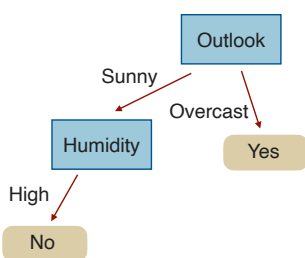 Outlook
Sunny
Overcast
Humidity
Yes
High
No